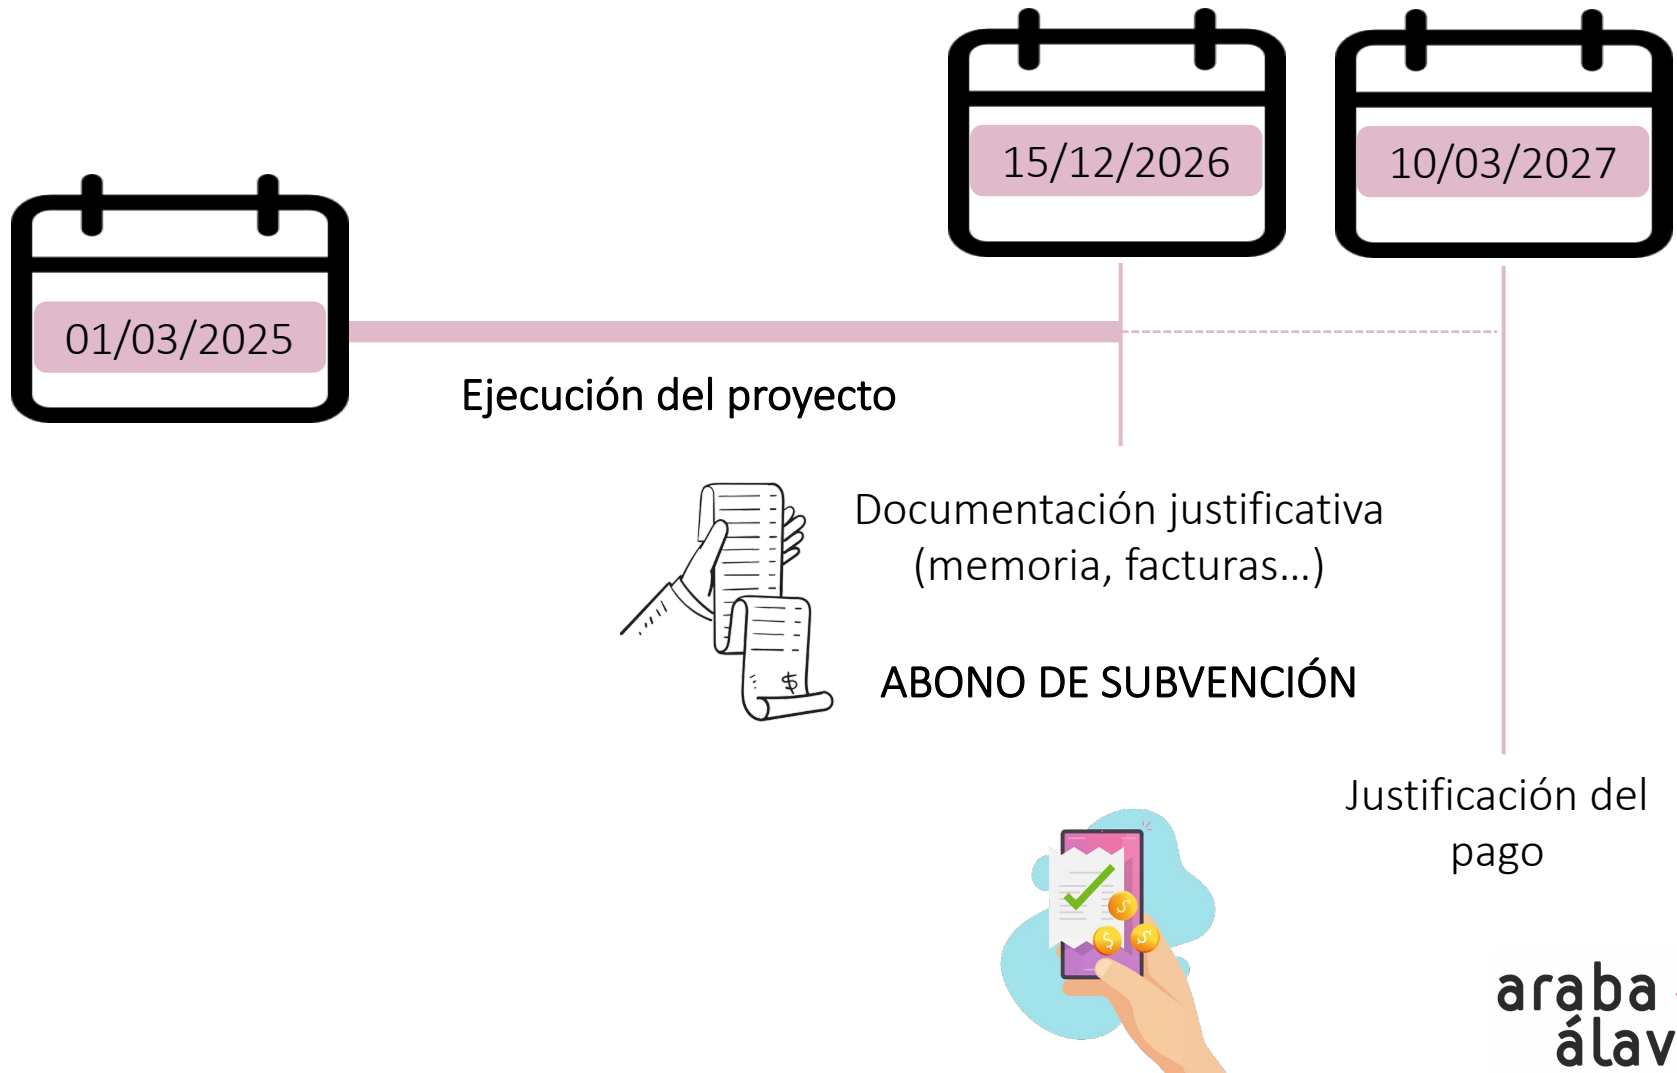 15/12/2026
10/03/2027
01/03/2025
Ejecución del proyecto
Documentación justificativa
(memoria, facturas...)
ABONO DE SUBVENCIÓN
Justificación del
pago
araba
álav